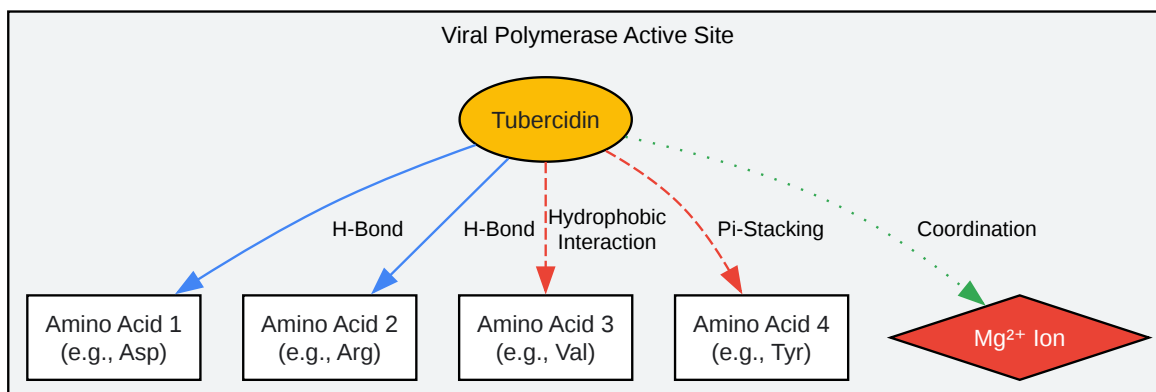 Viral Polymerase Active Site
Tubercidin
H-Bond
H-Bond
Hydrophobic
Interaction
Pi-Stacking
Coordination
Amino Acid 1
(e.g., Asp)
Amino Acid 2
(e.g., Arg)
Amino Acid 3
(e.g., Val)
Amino Acid 4
(e.g., Tyr)
Mg²⁺ Ion